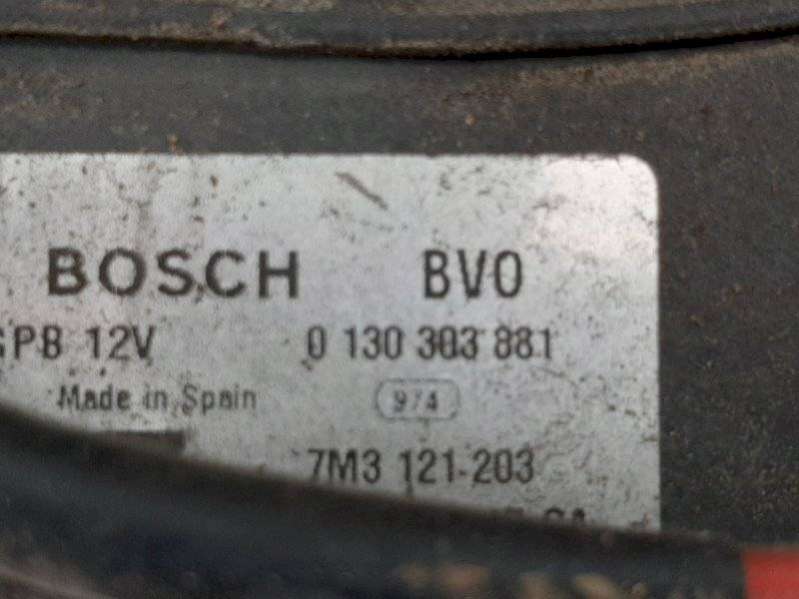 BOSCH BVO
GPB 12V 0 130 303 881
Made in Spain 974
7M3 121-203